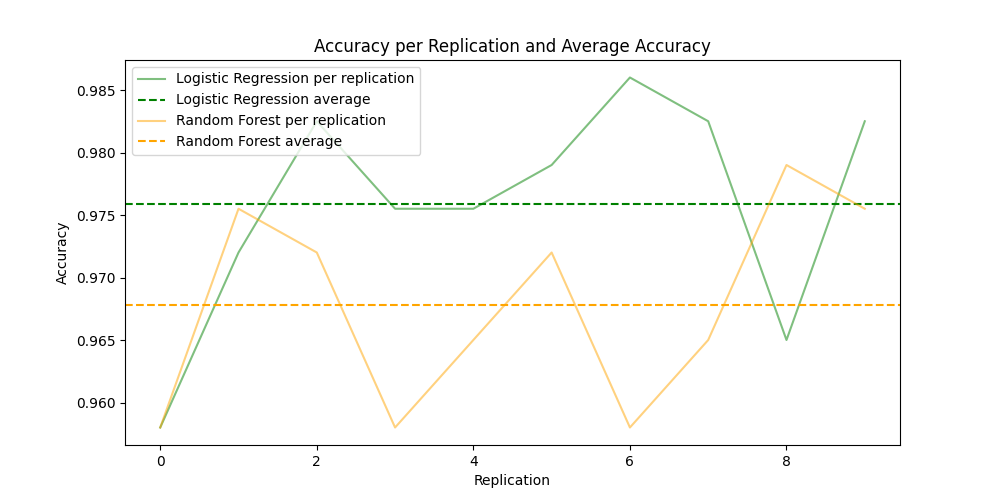 Accuracy per Replication and Average Accuracy
Logistic Regression per replication
Logistic Regression average
Random Forest per replication
Random Forest average
0.985
0.980
0.975
0.970
0.965
0.960
Accuracy
0 2 4 6 8
Replication